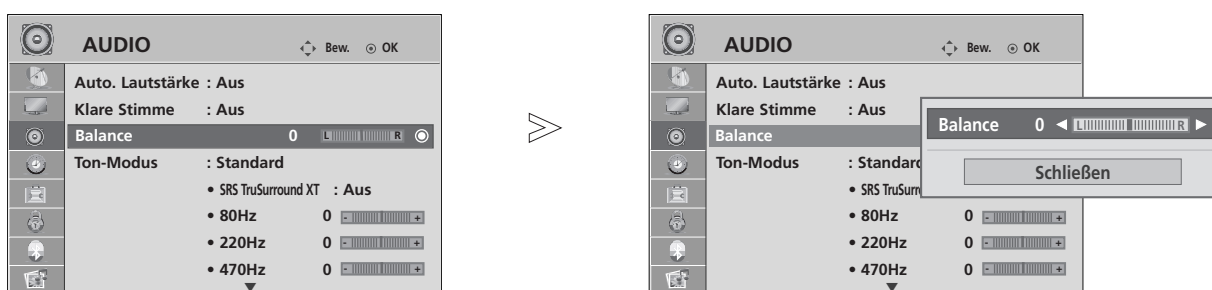 AUDIO Bew. OK
Auto. Lautstärke : Aus
Klare Stimme : Aus
Balance 0 L R
Ton-Modus : Standard
• SRS TruSurround XT : Aus
• 80Hz 0 - +
• 220Hz 0 - +
• 470Hz 0 - +
AUDIO Bew. OK
Auto. Lautstärke : Aus
Klare Stimme : Aus
Balance
Ton-Modus : Standard
• SRS TruSurr
• 80Hz 0 - +
• 220Hz 0 - +
• 470Hz 0 - +
Balance 0 L R
Schließen